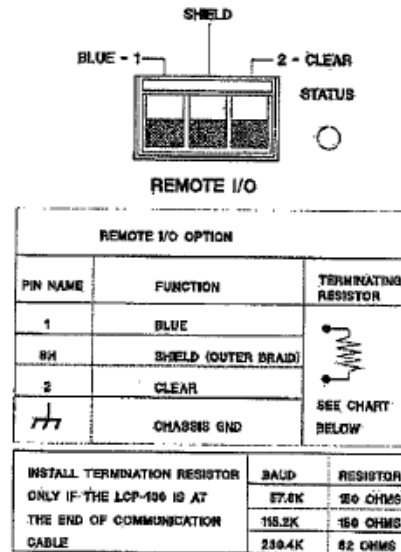 SHIELD
BLUE - 1
2 - CLEAR
STATUS
REMOTE I/O
REMOTE I/O OPTION
PIN NAME FUNCTION TERMINATING RESISTOR
1 BLUE
SH SHIELD (OUTER BRAID)
2 CLEAR
CHASSIS GND
SEE CHART
BELOW
INSTALL TERMINATION RESISTOR BAUD RESISTOR
ONLY IF THE LCP-100 IS AT 57.6K 150 OHMS
THE END OF COMMUNICATION 115.2K 150 OHMS
CABLE 230.4K 82 OHMS